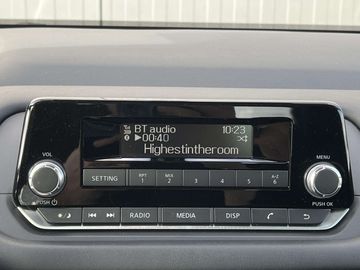 BT audio 10:23
00:40
Highestintheroom
VOL
MENU
SETTING RPT 1 MIX 2 3 4 5 A-Z 6
PUSH PUSH OK
RADIO MEDIA DISP